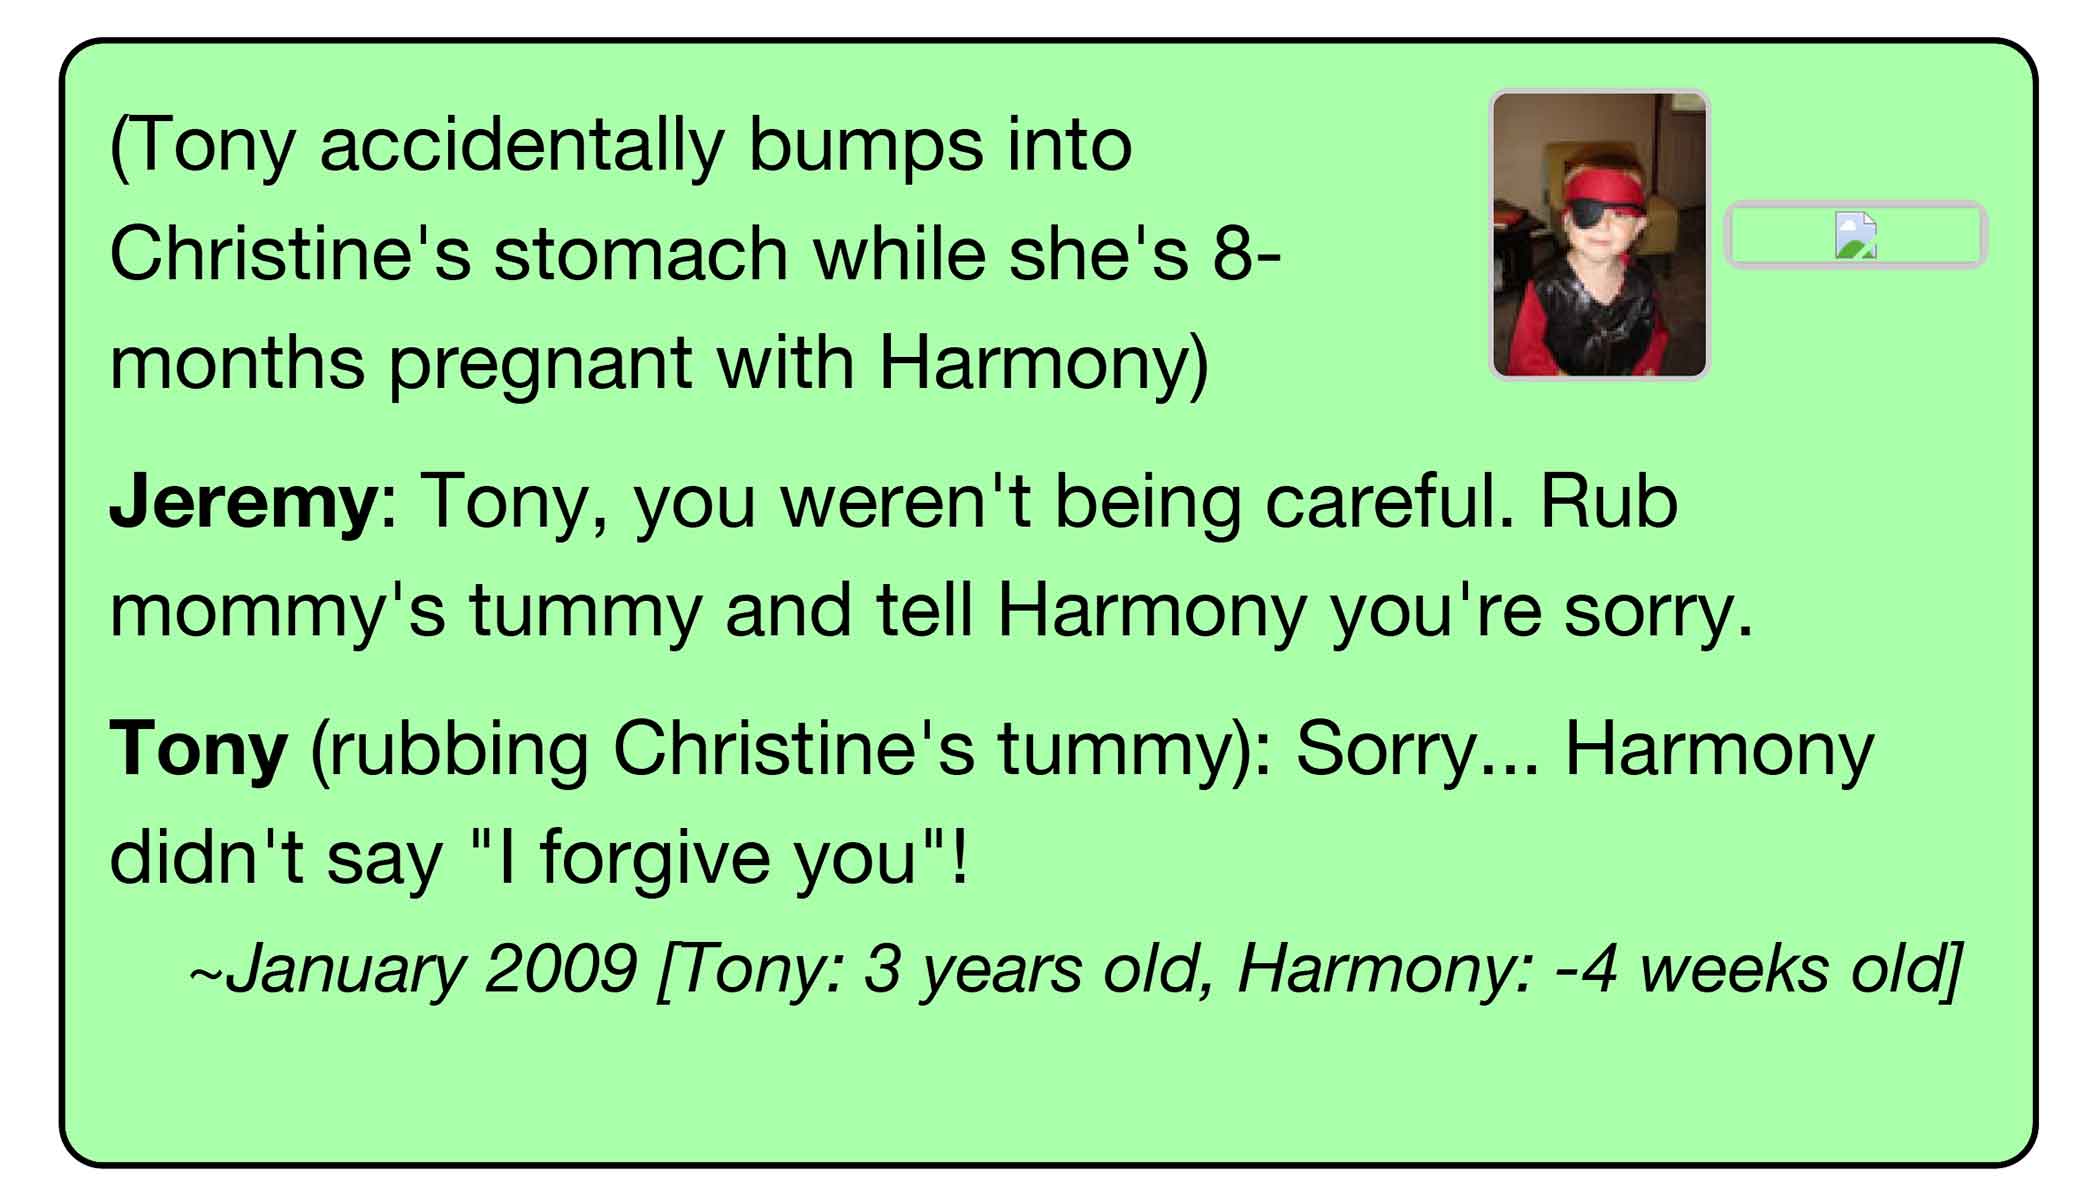 (Tony accidentally bumps into
Christine's stomach while she's 8-
months pregnant with Harmony)
Jeremy: Tony, you weren't being careful. Rub
mommy's tummy and tell Harmony you're sorry.
Tony (rubbing Christine's tummy): Sorry... Harmony
didn't say "I forgive you"!
~January 2009 [Tony: 3 years old, Harmony: -4 weeks old]